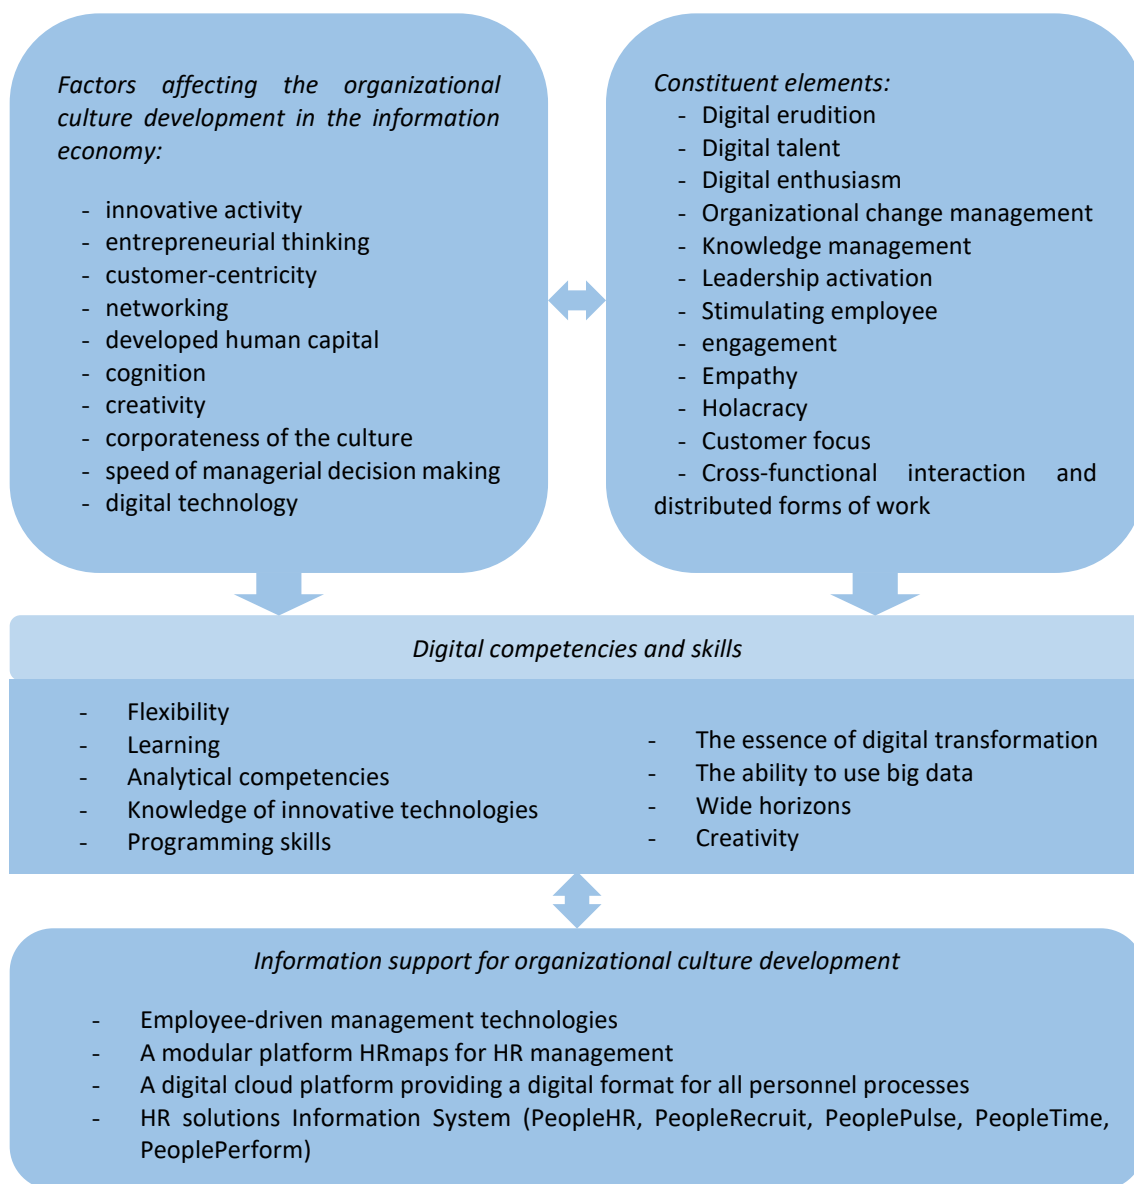 Factors affecting the organizational
culture development in the information
economy:
- innovative activity
- entrepreneurial thinking
- customer-centricity
- networking
- developed human capital
- cognition
- creativity
- corporateness of the culture
- speed of managerial decision making
- digital technology
Constituent elements:
- Digital erudition
- Digital talent
- Digital enthusiasm
- Organizational change management
- Knowledge management
- Leadership activation
- Stimulating employee
- engagement
- Empathy
- Holacracy
- Customer focus
- Cross-functional interaction and
distributed forms of work
Digital competencies and skills
- Flexibility
- Learning
- Analytical competencies
- Knowledge of innovative technologies
- Programming skills
- The essence of digital transformation
- The ability to use big data
- Wide horizons
- Creativity
Information support for organizational culture development
- Employee-driven management technologies
- A modular platform HRmaps for HR management
- A digital cloud platform providing a digital format for all personnel processes
- HR solutions Information System (PeopleHR, PeopleRecruit, PeoplePulse, PeopleTime,
PeoplePerform)